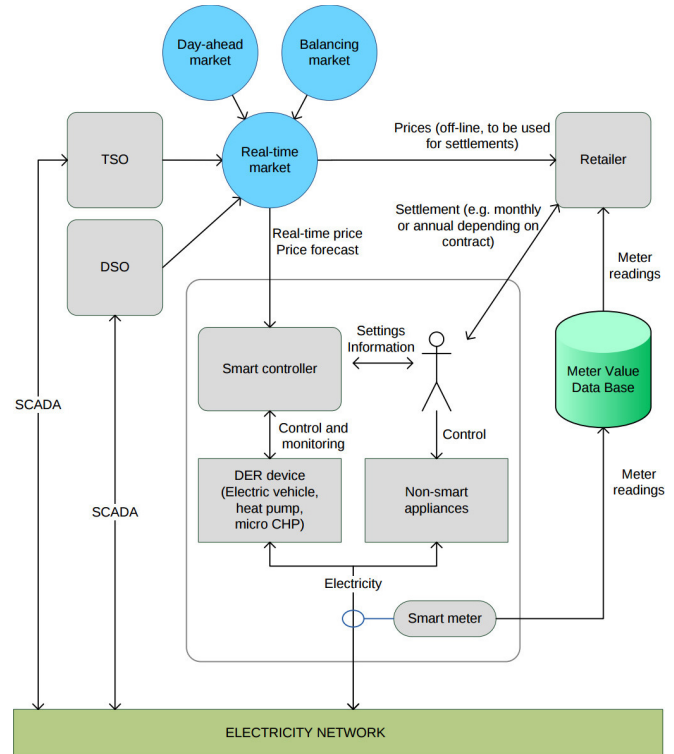 Day-ahead
market
Balancing
market
TSO
Real-time
market
Prices (off-line, to be used
for settlements)
Retailer
DSO
Real-time price
Price forecast
Settlement (e.g. monthly
or annual depending on
contract)
Meter
readings
Smart controller
Settings
Information
Meter Value
Data Base
SCADA
Control and
monitoring
Control
DER device
(Electric vehicle,
heat pump,
micro CHP)
Non-smart
appliances
Meter
readings
SCADA
Electricity
Smart meter
ELECTRICITY NETWORK